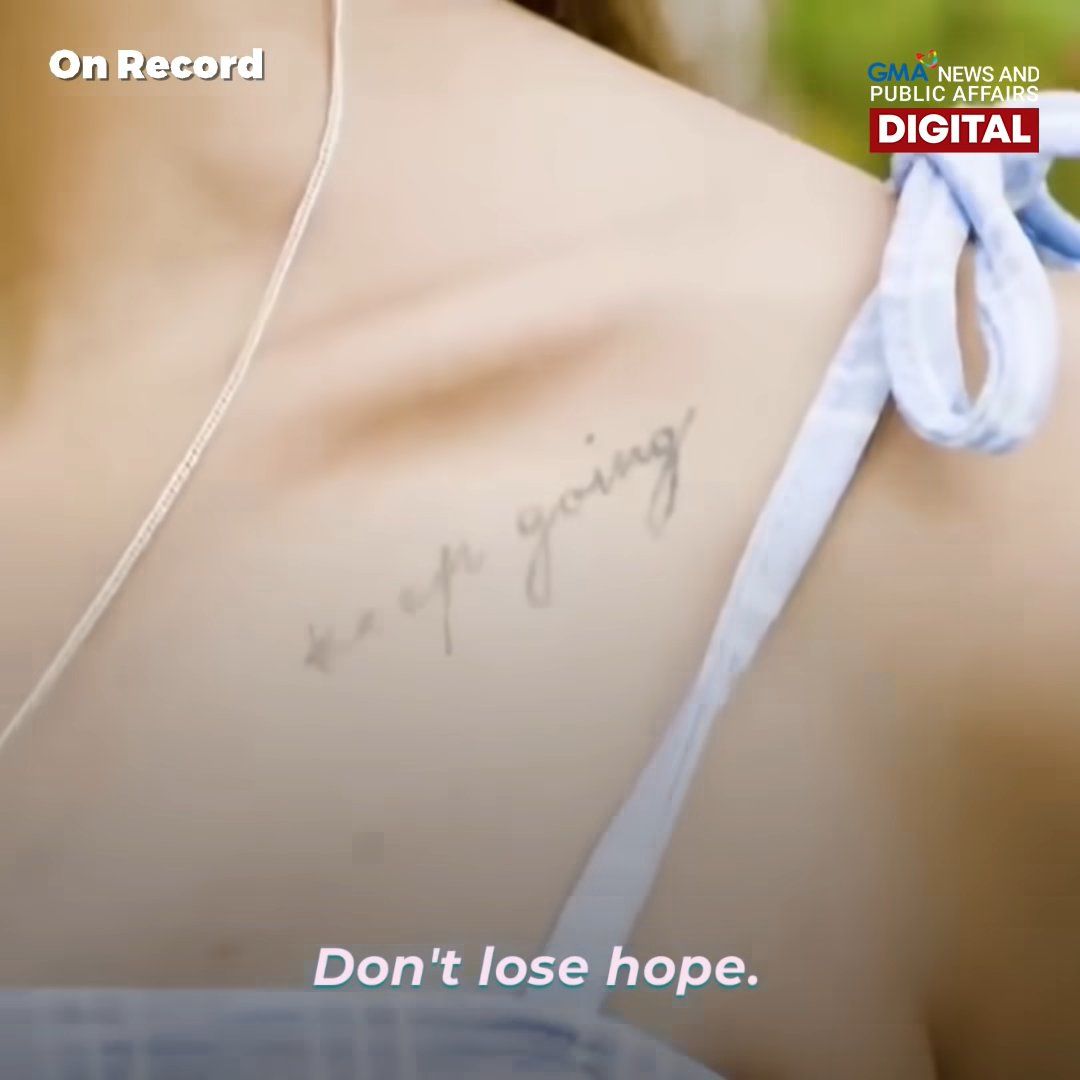 On Record
GMA NEWS AND
PUBLIC AFFAIRS
DIGITAL
keep going
Don't lose hope.